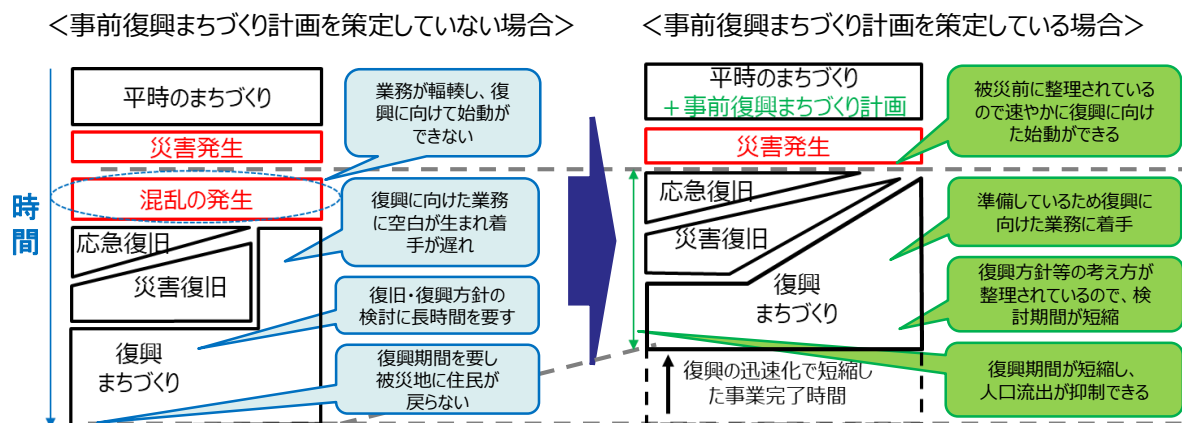 ＜事前復興まちづくり計画を策定していない場合＞
時
間
平時のまちづくり
災害発生
混乱の発生
応急復旧
災害復旧
復興
まちづくり
業務が輻輳し、復
興に向けて始動が
できない
復興に向けた業務
に空白が生まれ着
手が遅れ
復旧・復興方針の
検討に長時間を要す
復興期間を要し
被災地に住民が
戻らない
＜事前復興まちづくり計画を策定している場合＞
平時のまちづくり
＋事前復興まちづくり計画
災害発生
応急復旧
災害復旧
復興
まちづくり
復興の迅速化で短縮し
た事業完了時間
被災前に整理されている
ので速やかに復興に向け
た始動ができる
準備しているため復興に
向けた業務に着手
復興方針等の考え方が
整理されているので、検
討期間が短縮
復興期間が短縮し、
人口流出が抑制できる